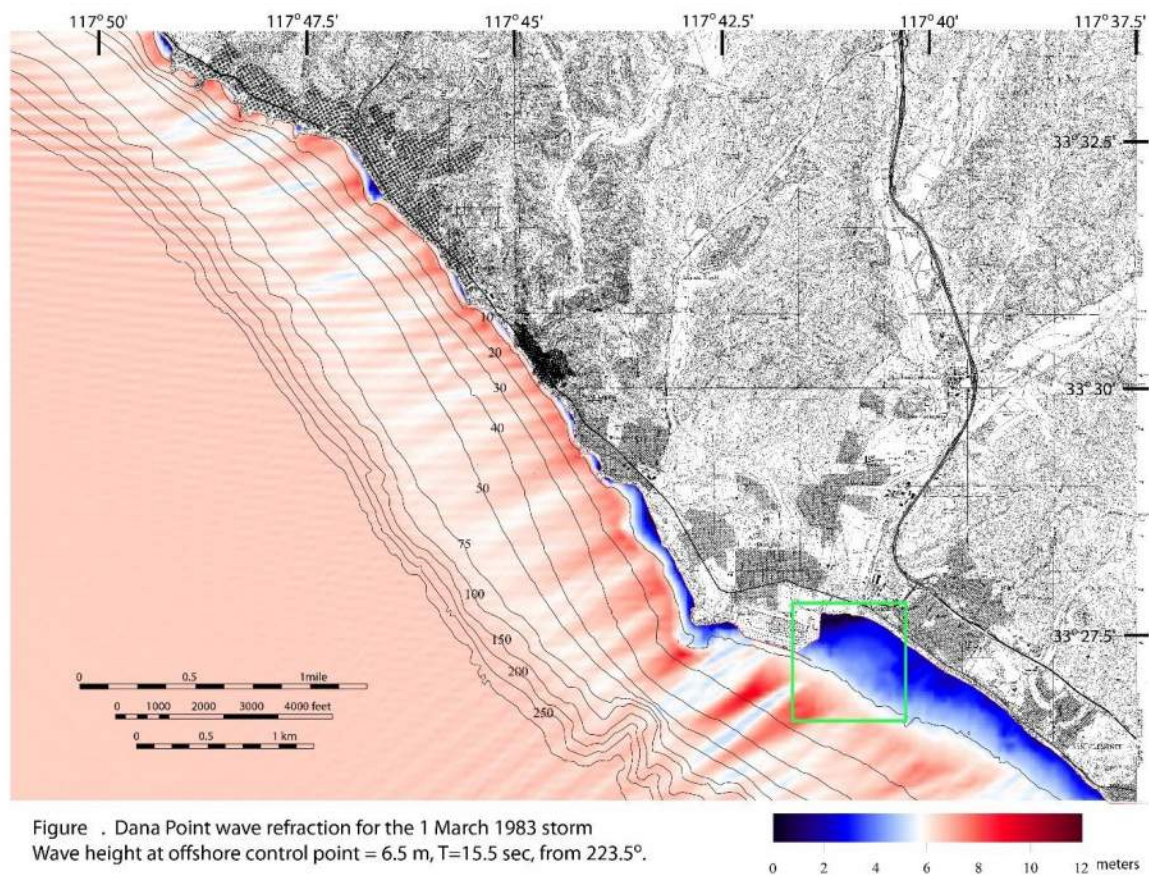 117° 50' 117° 47.5' 117° 45' 117° 42.5' 117° 40' 117° 37.5'
33° 32.5'
10
20
30
33° 30'
40
50
75
100
33° 27.5'
150
200
250
0 0.5 1mile
0 1000 2000 3000 4000 feet
0 0.5 1 km
Figure . Dana Point wave refraction for the 1 March 1983 storm
Wave height at offshore control point = 6.5 m, T=15.5 sec, from 223.5°.
0 2 4 6 8 10 12 meters